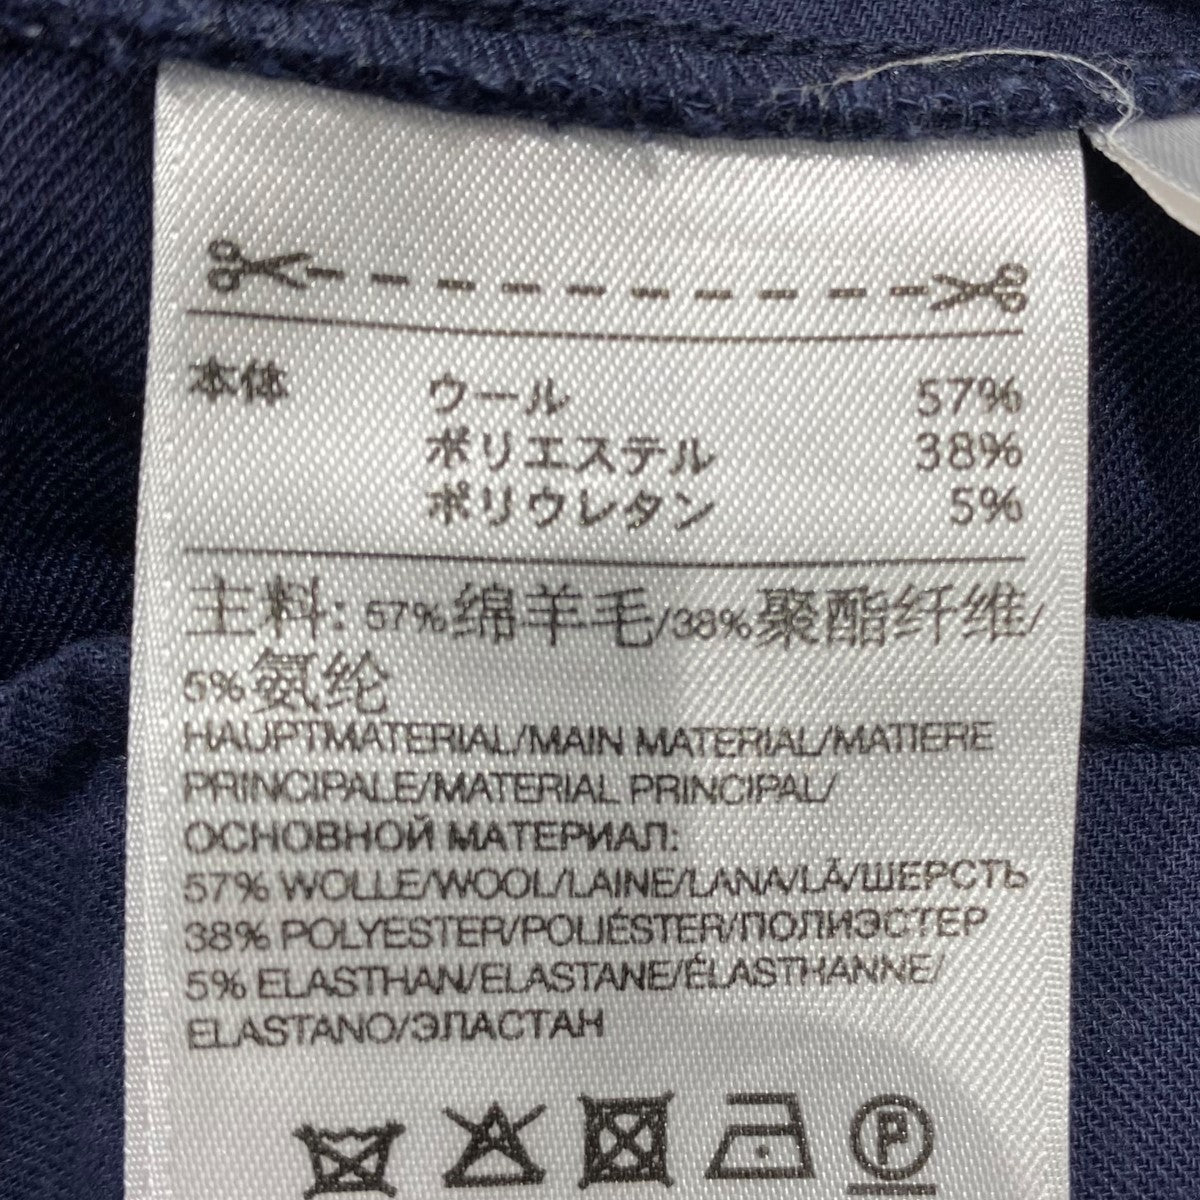 本体 ウール 57%
ポリエステル 38%
ポリウレタン 5%
主料: 57%绵羊毛/38%聚酯纤维/
5%氨纶
HAUPTMATERIAL/MAIN MATERIAL/MATIERE
PRINCIPALE/MATERIAL PRINCIPAL/
ОСНОВНОЙ МАТЕРИАЛ:
57% WOLLE/WOOL/LAINE/LANA/LÃ/ШЕРСТЬ
38% POLYESTER/POLIÉSTER/ПОЛИЭСТЕР
5% ELASTHAN/ELASTANE/ÉLASTHANNE/
ELASTANO/ЭЛАСТАН
P